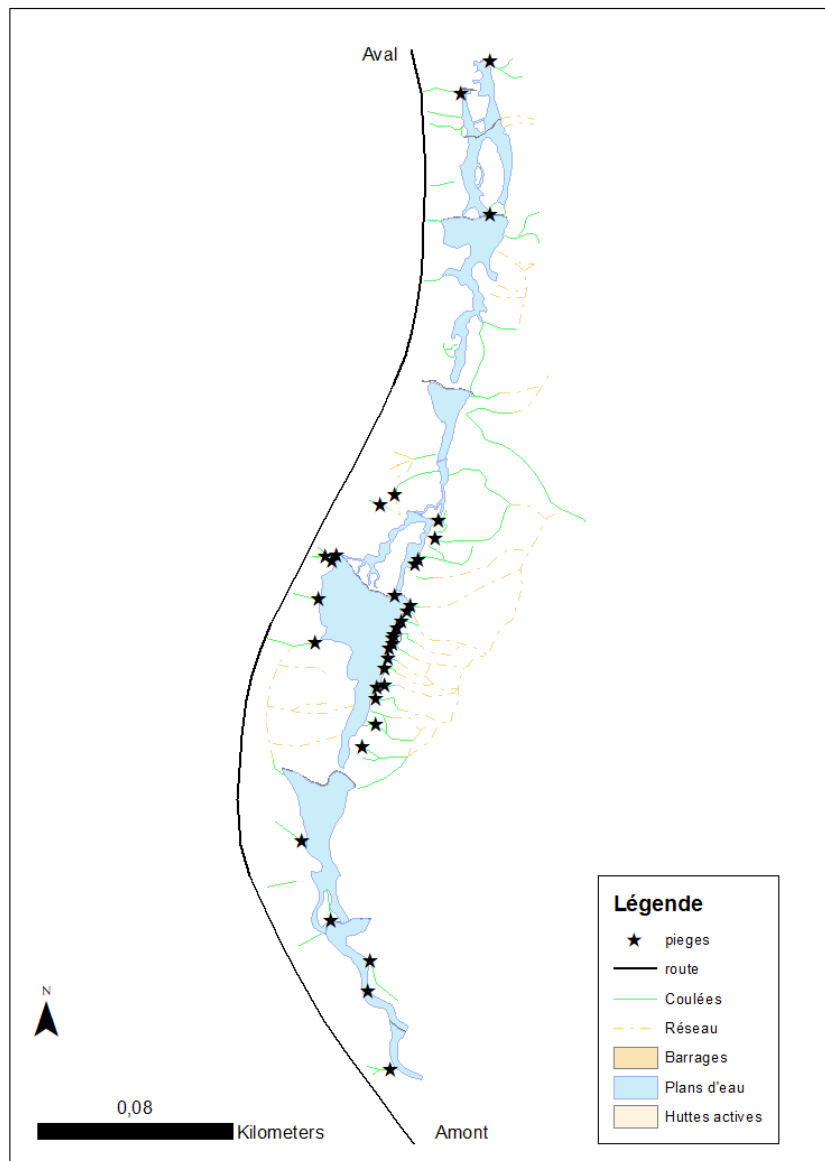 Aval
Légende
pieges
route
Coulées
Réseau
Barrages
Plans d'eau
Huttes actives
N
0,08
Kilometers
Amont